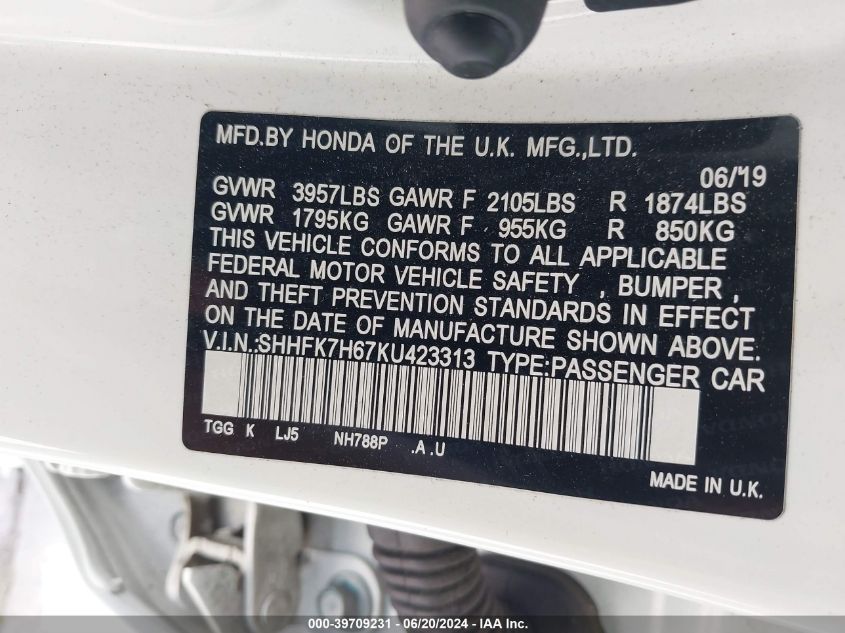 MFD.BY HONDA OF THE U.K. MFG.,LTD.
06/19
GVWR 3957LBS GAWR F 2105LBS R 1874LBS
GVWR 1795KG GAWR F 955KG R 850KG
THIS VEHICLE CONFORMS TO ALL APPLICABLE
FEDERAL MOTOR VEHICLE SAFETY , BUMPER ,
AND THEFT PREVENTION STANDARDS IN EFFECT
ON THE DATE OF MANUFACTURE SHOWN ABOVE.
V.I.N.:SHHFK7H67KU423313 TYPE:PASSENGER CAR
TGG K LJ5 NH788P .A .U
MADE IN U.K.
000-39709231 - 06/20/2024 - IAA Inc.